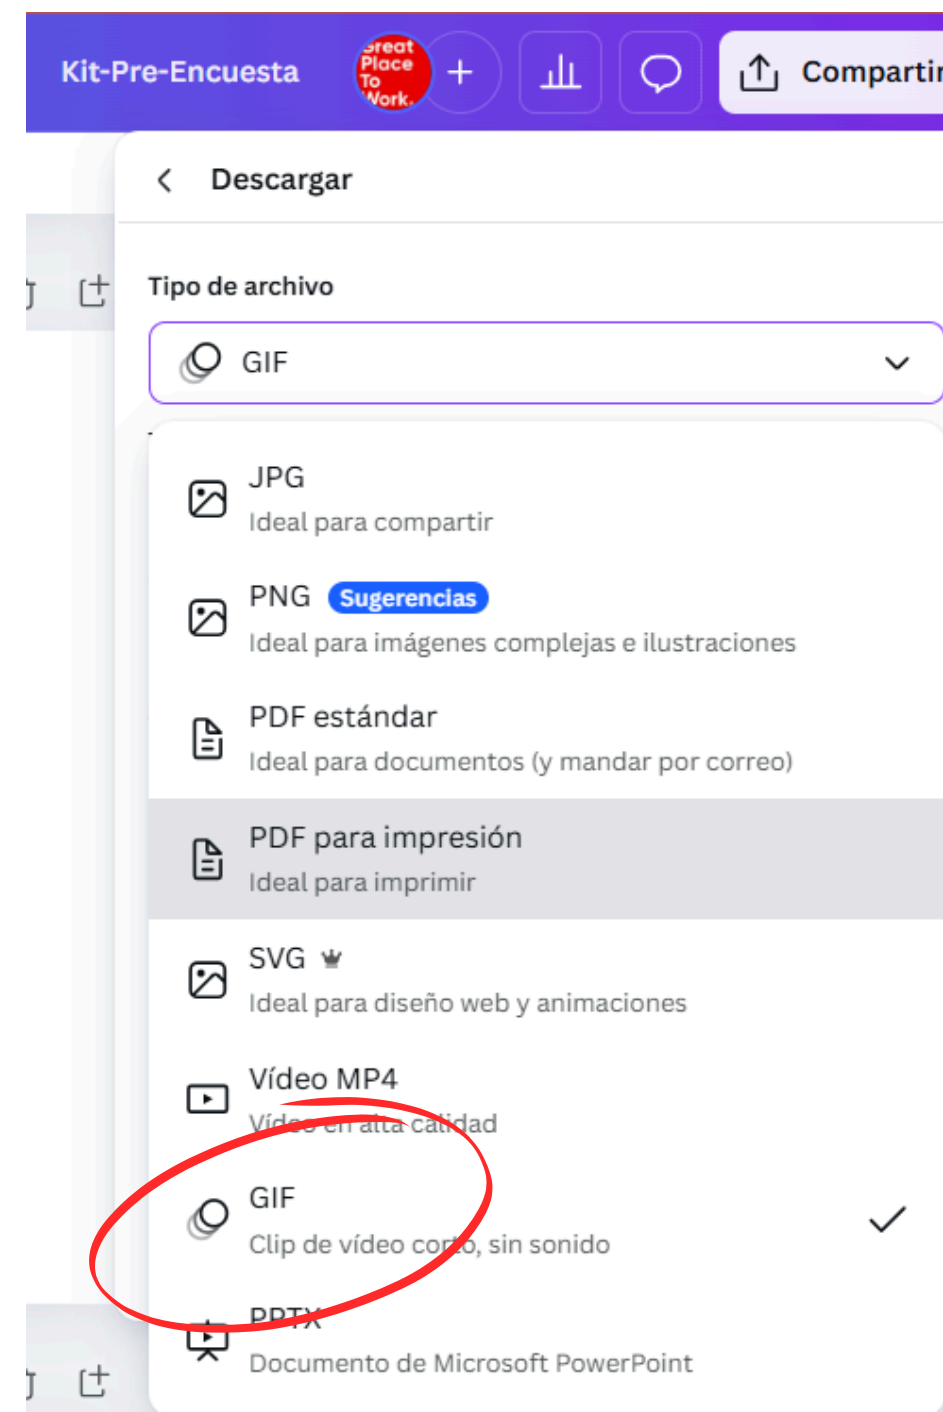 Kit-Pre-Encuesta
Great
Place
To
Work.
Compartir
Descargar
Tipo de archivo
GIF
JPG
Ideal para compartir
PNG Sugerencias
Ideal para imágenes complejas e ilustraciones
PDF estándar
Ideal para documentos (y mandar por correo)
PDF para impresión
Ideal para imprimir
SVG
Ideal para diseño web y animaciones
Vídeo MP4
Vídeo en alta calidad
GIF
Clip de vídeo corto, sin sonido
PPTX
Documento de Microsoft PowerPoint